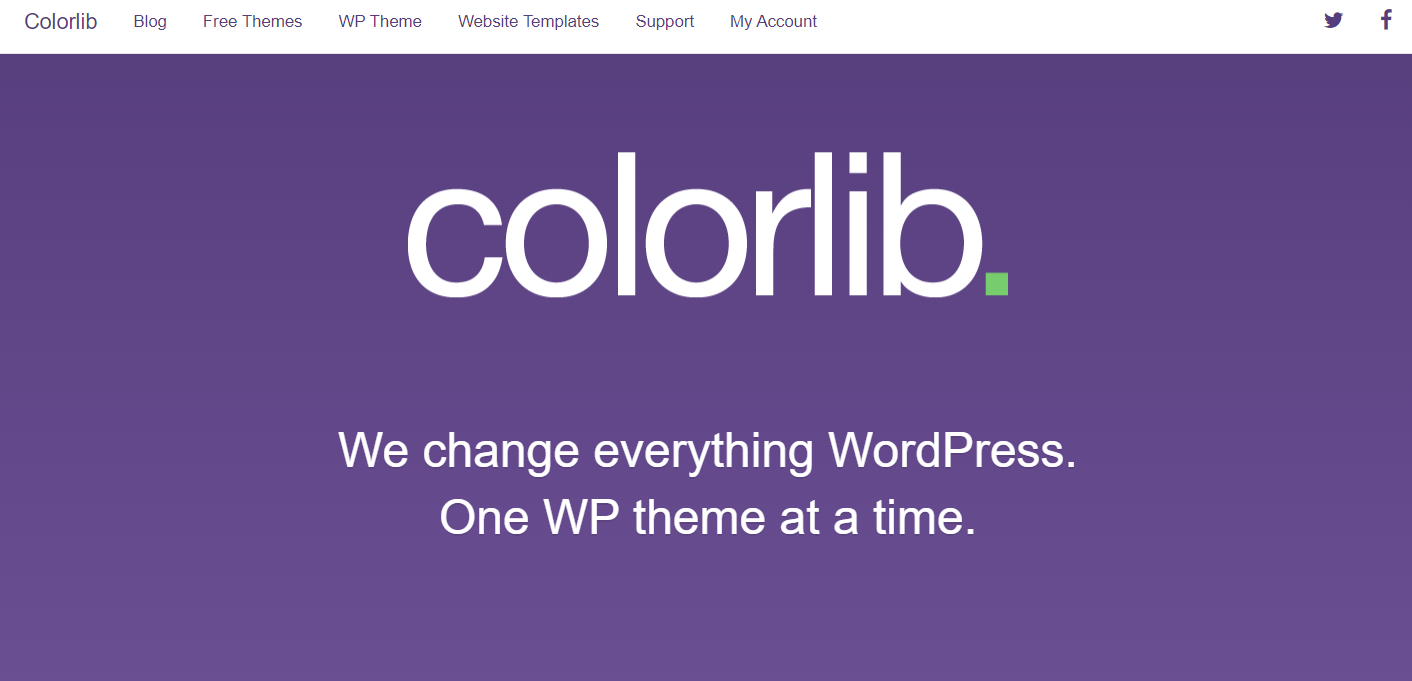 Colorlib Blog Free Themes WP Theme Website Templates Support My Account
colorlib.
We change everything WordPress.
One WP theme at a time.